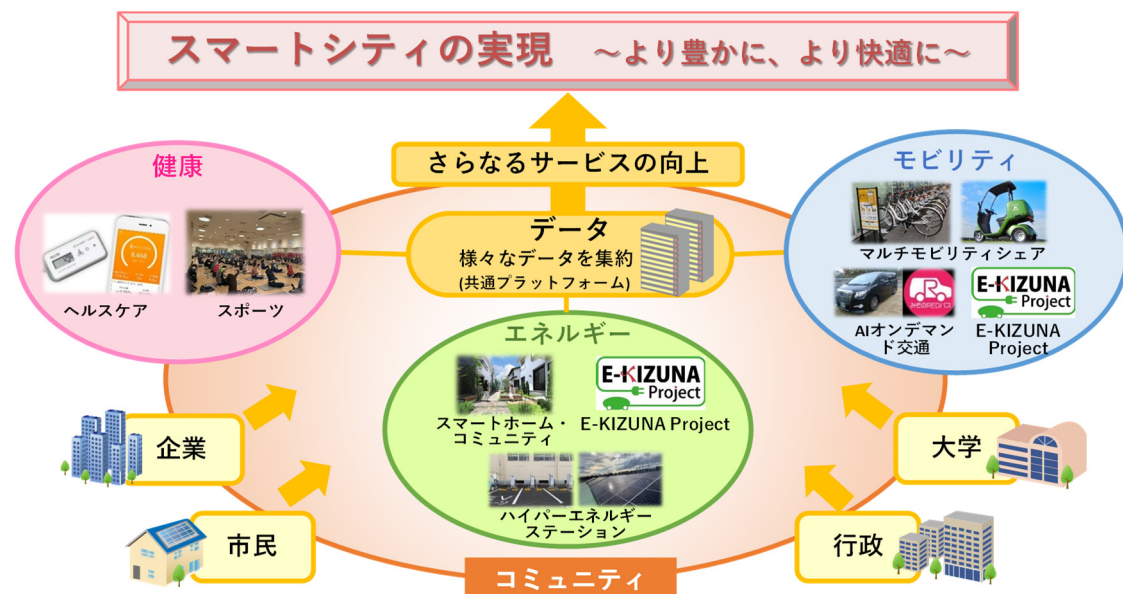 スマートシティの実現 ～より豊かに、より快適に～
さらなるサービスの向上
健康
ヘルスケア
スポーツ
データ
様々なデータを集約
(共通プラットフォーム)
モビリティ
マルチモビリティシェア
AIオンデマン
ド交通
E-KIZUNA
Project
E-KIZUNA
Project
エネルギー
E-KIZUNA
Project
スマートホーム・
コミュニティ
E-KIZUNA Project
ハイパーエネルギー
ステーション
企業
市民
大学
行政
コミュニティ